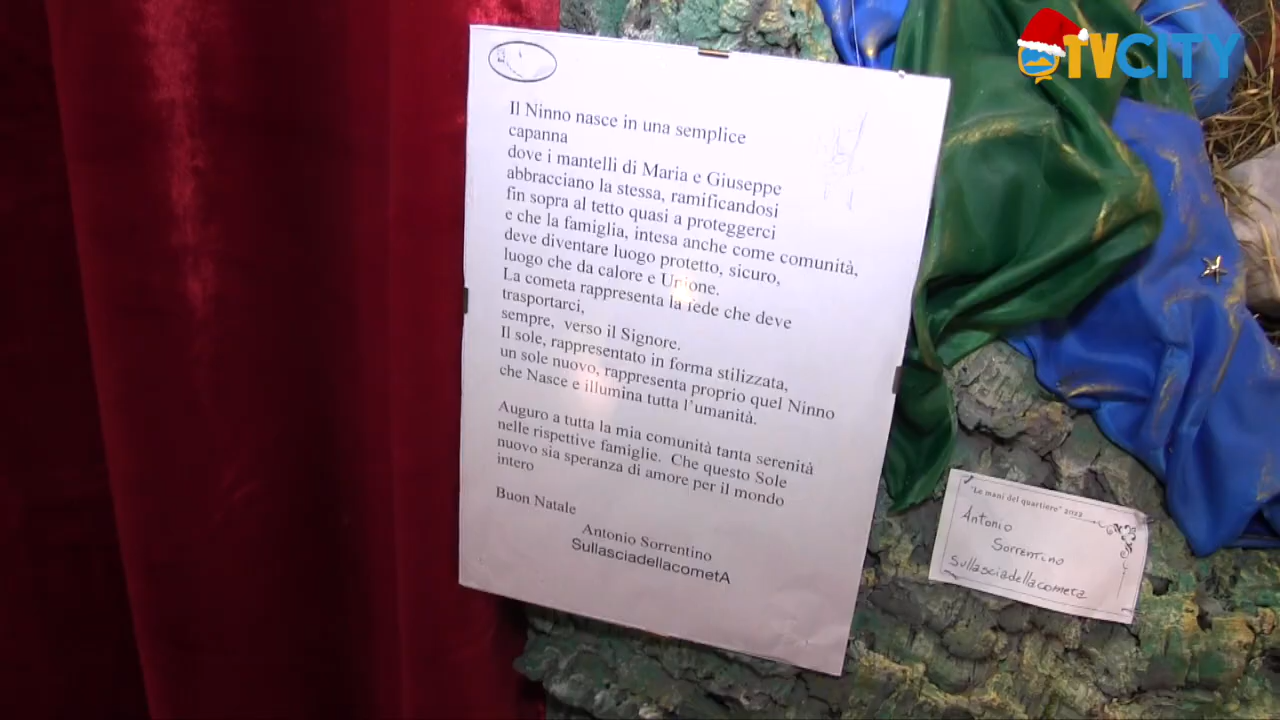 TVCITY
Il Ninno nasce in una semplice
capanna
dove i mantelli di Maria e Giuseppe
abbracciano la stessa, ramificandosi
fin sopra al tetto quasi a proteggerci
e che la famiglia, intesa anche come comunità,
deve diventare luogo protetto, sicuro,
luogo che da calore e Unione.
La cometa rappresenta la fede che deve
trasportarci,
sempre, verso il Signore.
Il sole, rappresentato in forma stilizzata,
un sole nuovo, rappresenta proprio quel Ninno
che Nasce e illumina tutta l'umanità.
Auguro a tutta la mia comunità tanta serenità
nelle rispettive famiglie. Che questo Sole
nuovo sia speranza di amore per il mondo
intero
Buon Natale
Antonio Sorrentino
SullasciadellacometA
"Le mani del quartiere" 2022
Antonio
Sorrentino
Sullasciadellacometa